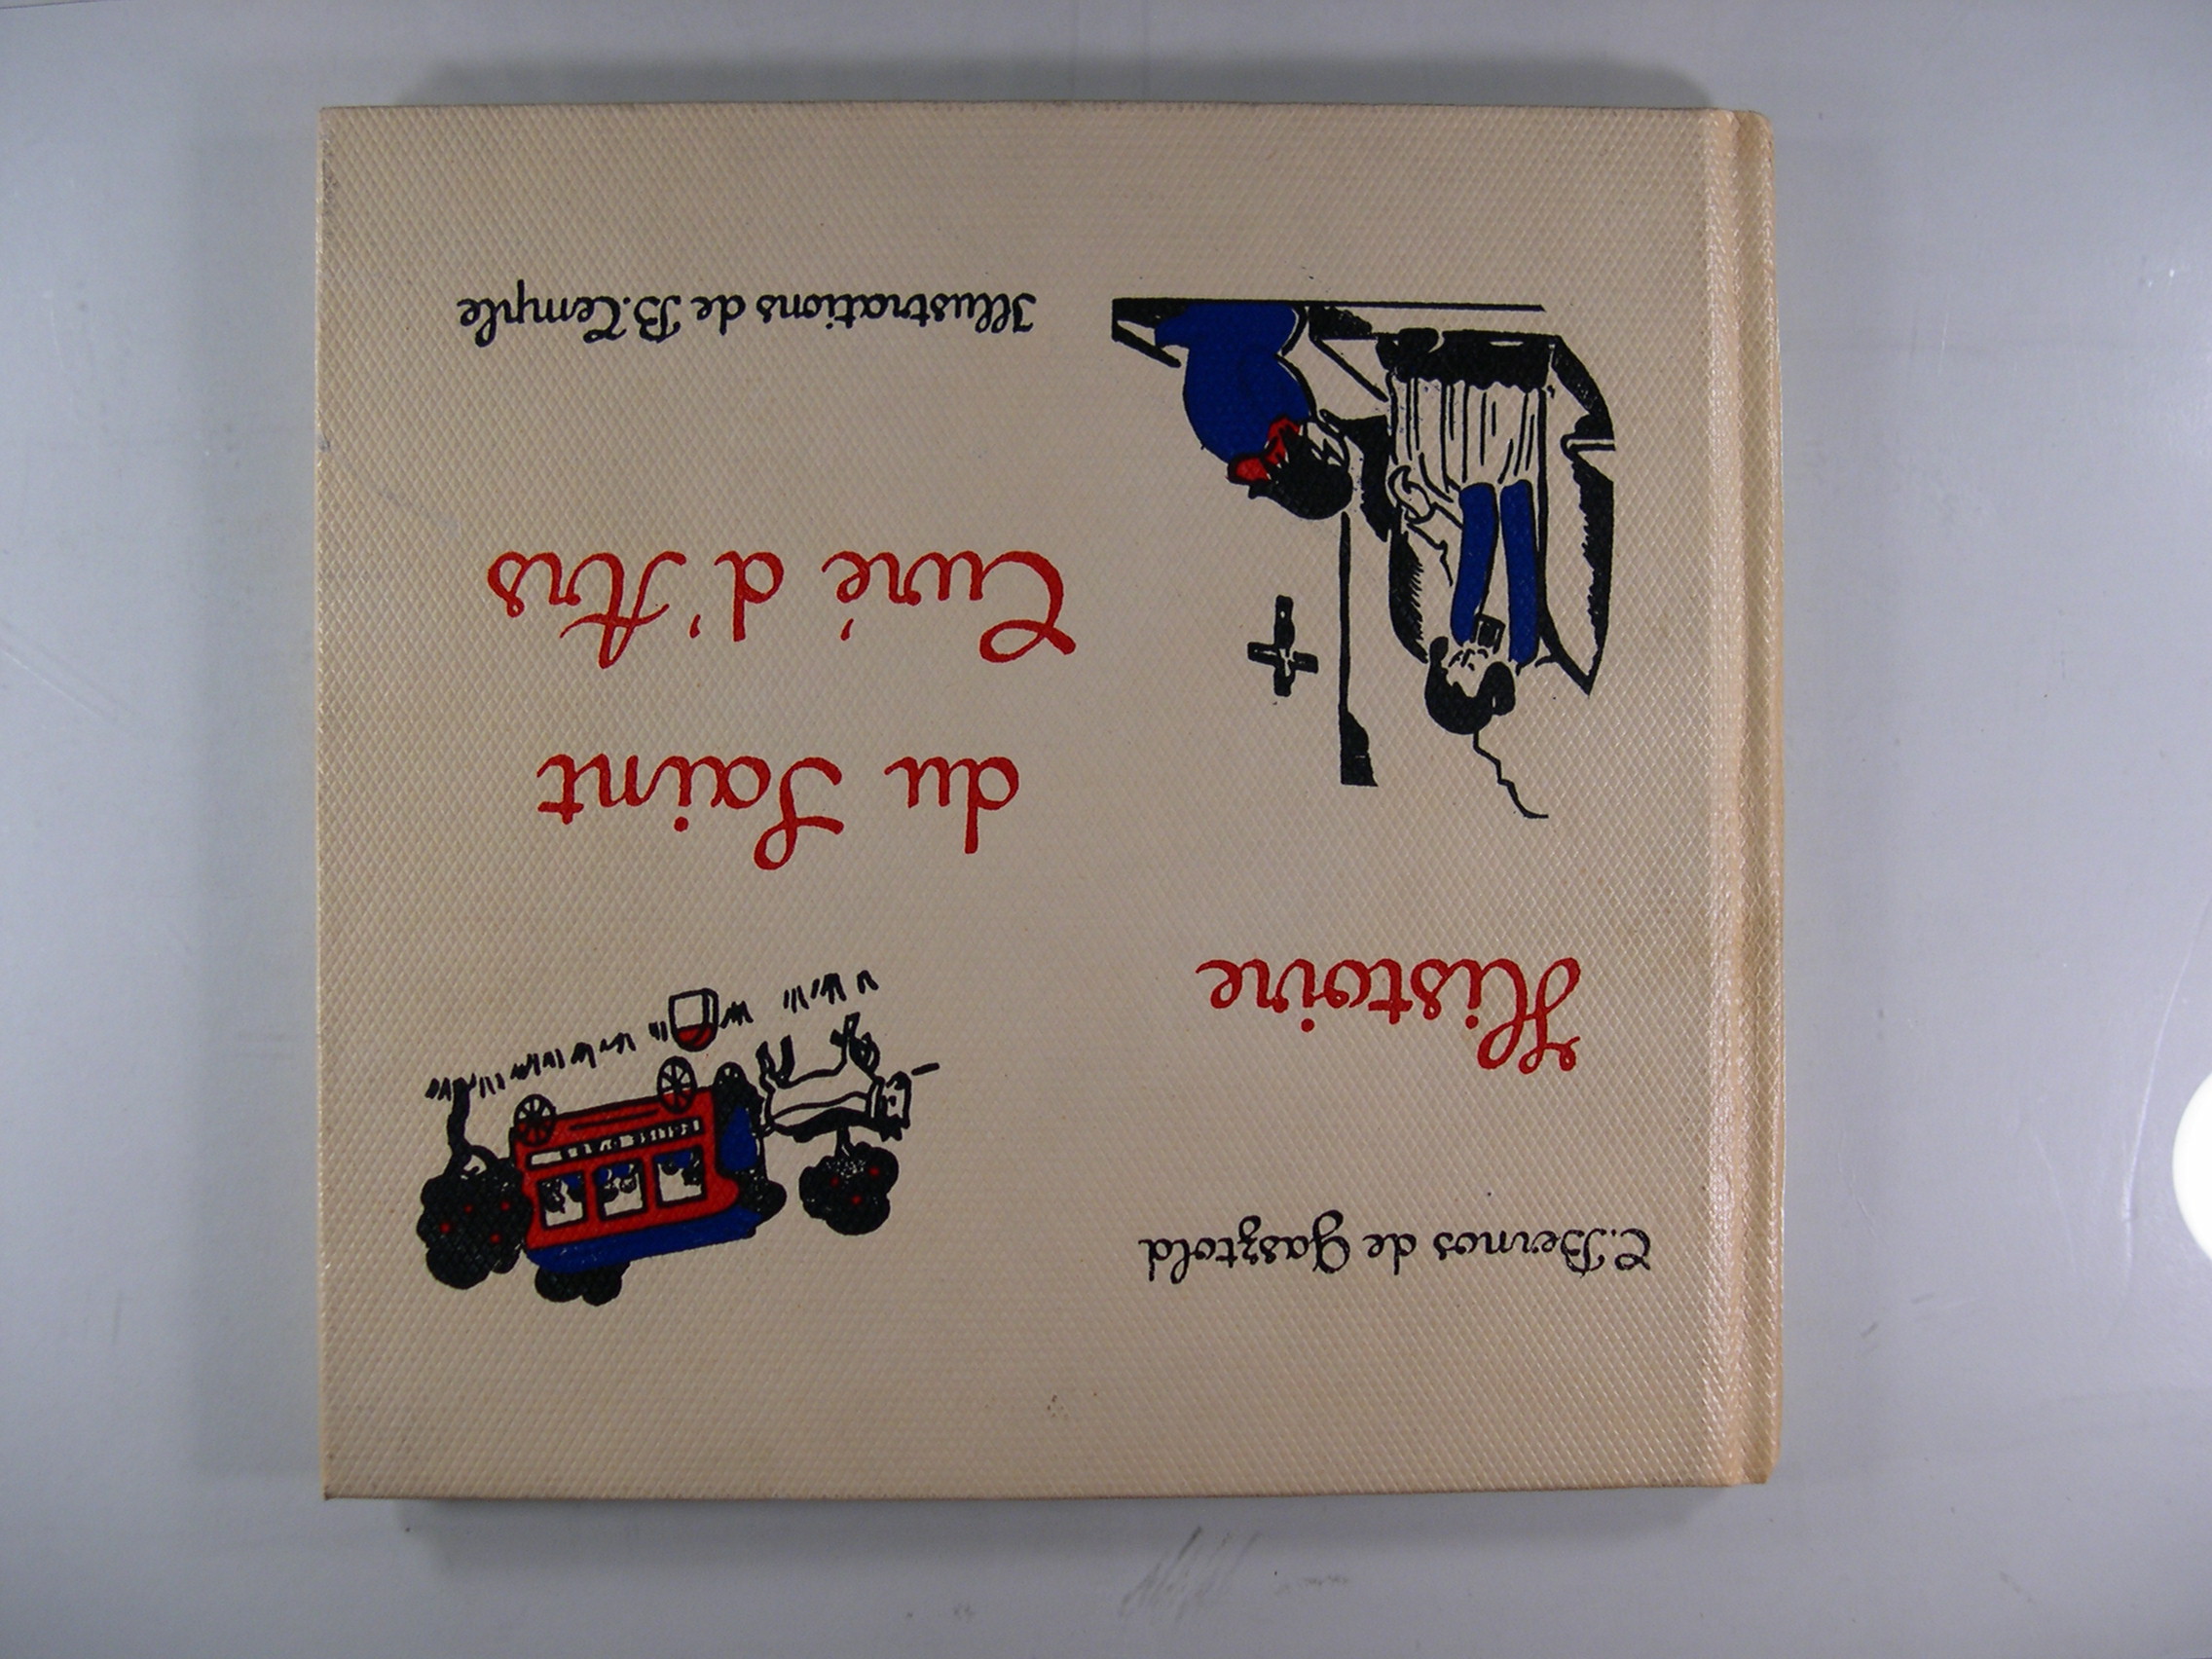 C. Bernos de Gasztold
Histoire
du Saint
Curé d'Ars
Illustrations de B. Temple